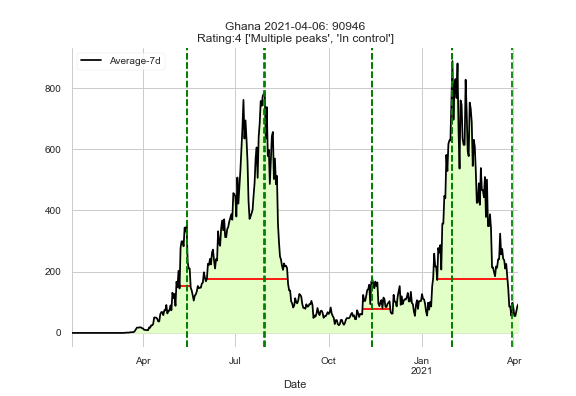 Ghana 2021-04-06: 90946
Rating:4 ['Multiple peaks', 'In control']
Average-7d
800
600
400
200
0
Apr
Jul
Oct
Jan
2021
Apr
Date